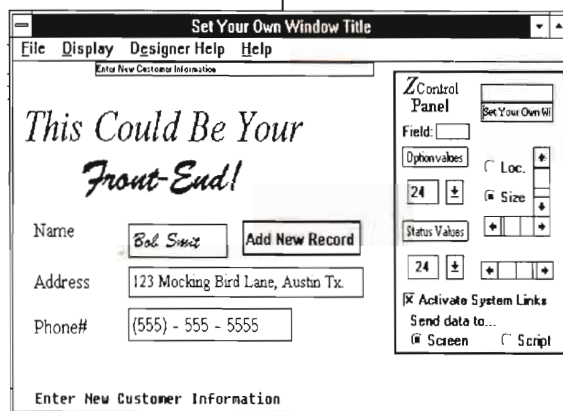 Set Your Own Window Title
File Display Designer Help Help
Enter New Customer Information
This Could Be Your
Front-End!
Name
Bob Smit
Add New Record
Address
123 Mocking Bird Lane, Austin Tx.
Phone#
(555) - 555 - 5555
Enter New Customer Information
ZControl
Panel
Set Your Own Wi
Field:
Option values
Loc.
24
Size
Status Values
24
Activate System Links
Send data to...
Screen
Script